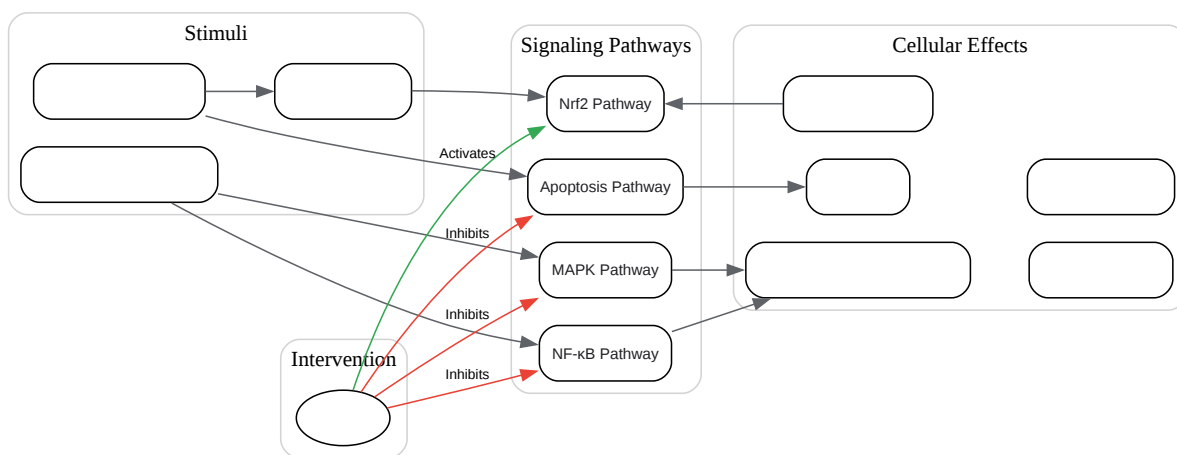 Stimuli
Signaling Pathways
Cellular Effects
Nrf2 Pathway
Activates
Apoptosis Pathway
Inhibits
MAPK Pathway
Inhibits
NF-κB Pathway
Intervention
Inhibits